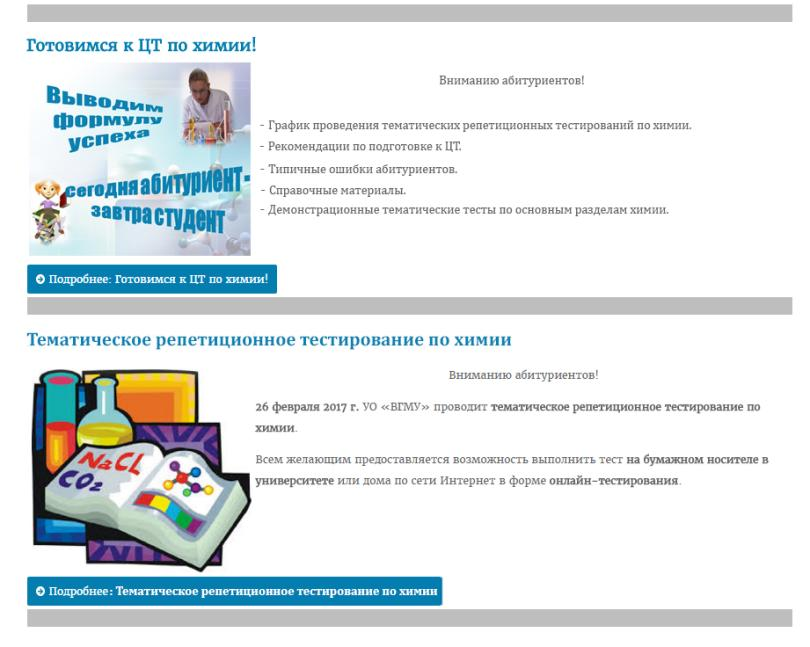 Готовимся к ЦТ по химии!
Выводим
формулу
успеха
сегодня абитуриент-
завтра студент
Вниманию абитуриентов!
- График проведения тематических репетиционных тестирований по химии.
- Рекомендации по подготовке к ЦТ.
- Типичные ошибки абитуриентов.
- Справочные материалы.
- Демонстрационные тематические тесты по основным разделам химии.
Подробнее: Готовимся к ЦТ по химии!
Тематическое репетиционное тестирование по химии
NaCL
CO2
Вниманию абитуриентов!
26 февраля 2017 г. УО «ВГМУ» проводит тематическое репетиционное тестирование по
химии.
Всем желающим предоставляется возможность выполнить тест на бумажном носителе в
университете или дома по сети Интернет в форме онлайн-тестирования.
Подробнее: Тематическое репетиционное тестирование по химии